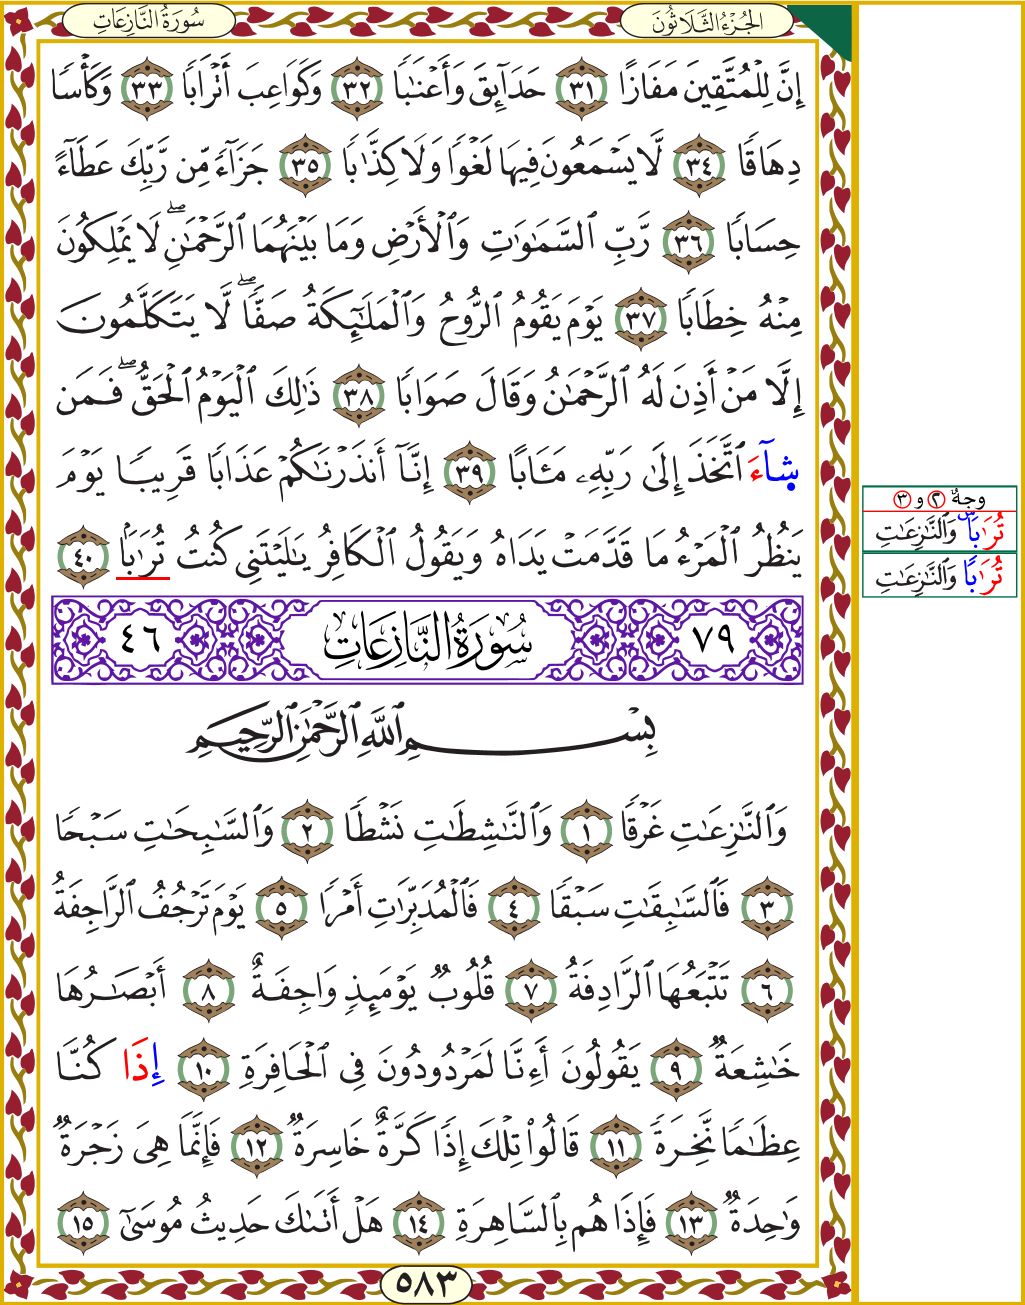 سُورَةُ النَّازِعَاتِ
الجُزْءُ الثَّلَاثُونَ
إِنَّ لِلْمُتَّقِينَ مَفَازًا ٣١ حَدَآئِقَ وَأَعْنَٰبًا ٣٢ وَكَوَاعِبَ أَتْرَابًا ٣٣ وَكَأْسًا
دِهَاقًا ٣٤ لَّا يَسْمَعُونَ فِيهَا لَغْوًا وَلَا كِذَّٰبًا ٣٥ جَزَآءً مِّن رَّبِّكَ عَطَآءً
حِسَابًا ٣٦ رَّبِّ ٱلسَّمَٰوَٰتِ وَٱلْأَرْضِ وَمَا بَيْنَهُمَا ٱلرَّحْمَٰنِۖ لَا يَمْلِكُونَ
مِنْهُ خِطَابًا ٣٧ يَوْمَ يَقُومُ ٱلرُّوحُ وَٱلْمَلَٰٓئِكَةُ صَفًّاۖ لَّا يَتَكَلَّمُونَ
إِلَّا مَنْ أَذِنَ لَهُ ٱلرَّحْمَٰنُ وَقَالَ صَوَابًا ٣٨ ذَٰلِكَ ٱلْيَوْمُ ٱلْحَقُّۖ فَمَن
شَآءَ ٱتَّخَذَ إِلَىٰ رَبِّهِۦ مَـَٔابًا ٣٩ إِنَّآ أَنذَرْنَٰكُمْ عَذَابًا قَرِيبًا يَوْمَ
يَنظُرُ ٱلْمَرْءُ مَا قَدَّمَتْ يَدَاهُ وَيَقُولُ ٱلْكَافِرُ يَٰلَيْتَنِى كُنتُ تُرَٰبًۢا ٤٠
وجهُ ٢ و ٣
تُرَٰبًاۜ وَٱلنَّٰزِعَٰتِ
تُرَٰبًا وَٱلنَّٰزِعَٰتِ
٧٩ سُورَةُ النَّازِعَاتِ ٤٦
بِسْمِ ٱللَّهِ ٱلرَّحْمَٰنِ ٱلرَّحِيمِ
وَٱلنَّٰزِعَٰتِ غَرْقًا ١ وَٱلنَّٰشِطَٰتِ نَشْطًا ٢ وَٱلسَّٰبِحَٰتِ سَبْحًا
٣ فَٱلسَّٰبِقَٰتِ سَبْقًا ٤ فَٱلْمُدَبِّرَٰتِ أَمْرًا ٥ يَوْمَ تَرْجُفُ ٱلرَّاجِفَةُ
٦ تَتْبَعُهَا ٱلرَّادِفَةُ ٧ قُلُوبٌ يَوْمَئِذٍ وَاجِفَةٌ ٨ أَبْصَٰرُهَا
خَٰشِعَةٌ ٩ يَقُولُونَ أَءِنَّا لَمَرْدُودُونَ فِى ٱلْحَافِرَةِ ١٠ إِذَا كُنَّا
عِظَٰمًا نَّخِرَةً ١١ قَالُوا۟ تِلْكَ إِذًا كَرَّةٌ خَاسِرَةٌ ١٢ فَإِنَّمَا هِىَ زَجْرَةٌ
وَٰحِدَةٌ ١٣ فَإِذَا هُم بِٱلسَّاهِرَةِ ١٤ هَلْ أَتَىٰكَ حَدِيثُ مُوسَىٰٓ ١٥
٥٨٣